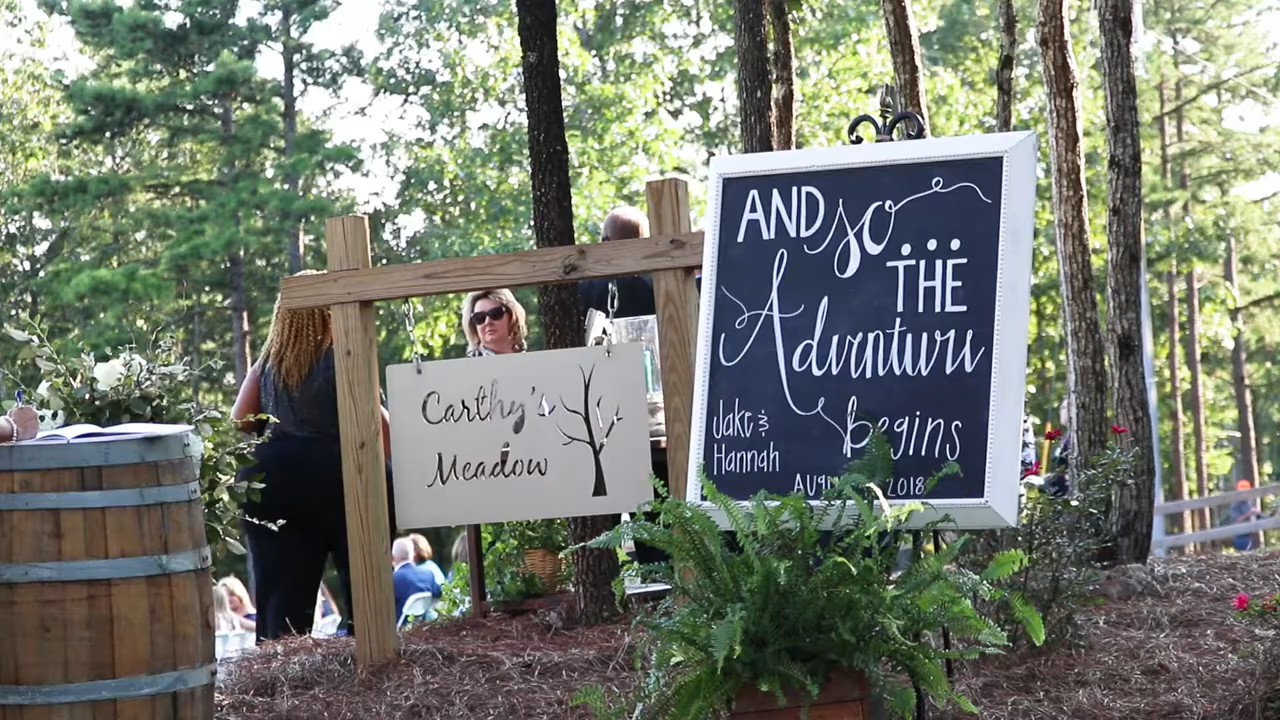 Carthy's
Meadow
AND so
... THE
Adventure
begins
Jake &
Hannah
2018